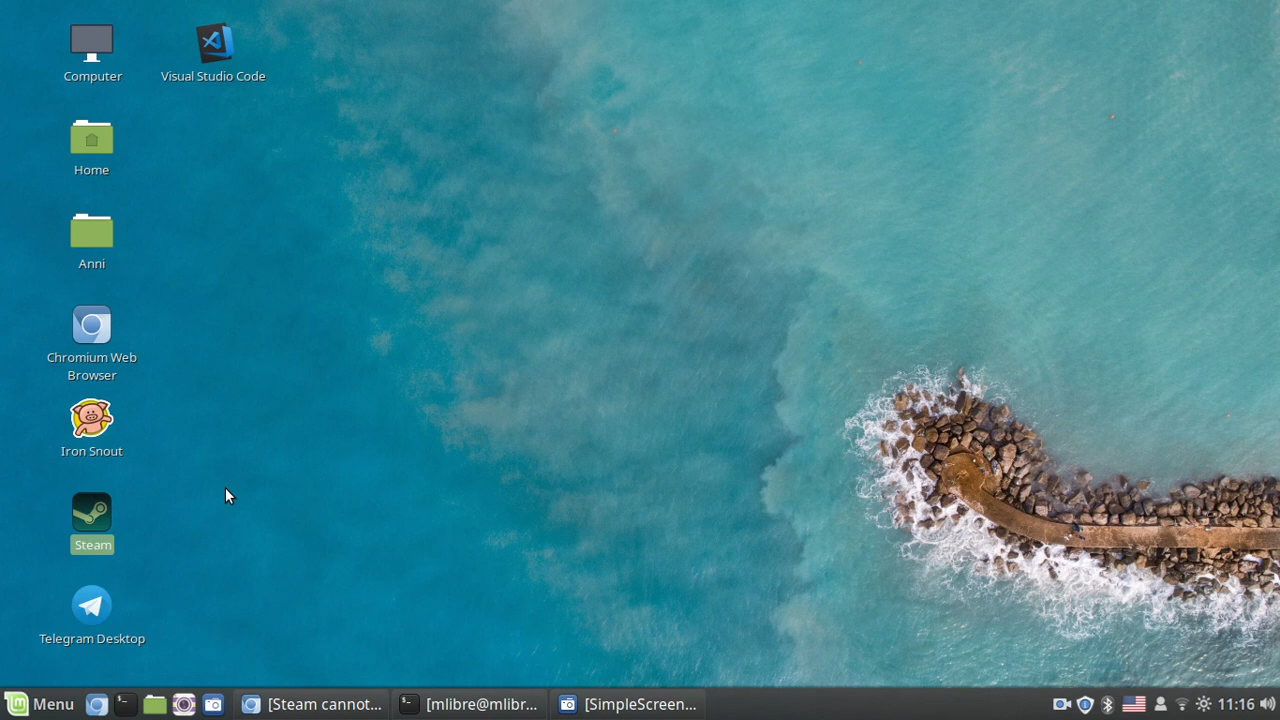 Computer
Visual Studio Code
Home
Anni
Chromium Web
Browser
Iron Snout
Steam
Telegram Desktop
Menu
[Steam cannot...
[mlibre@mlibr...
[SimpleScreen...
11:16